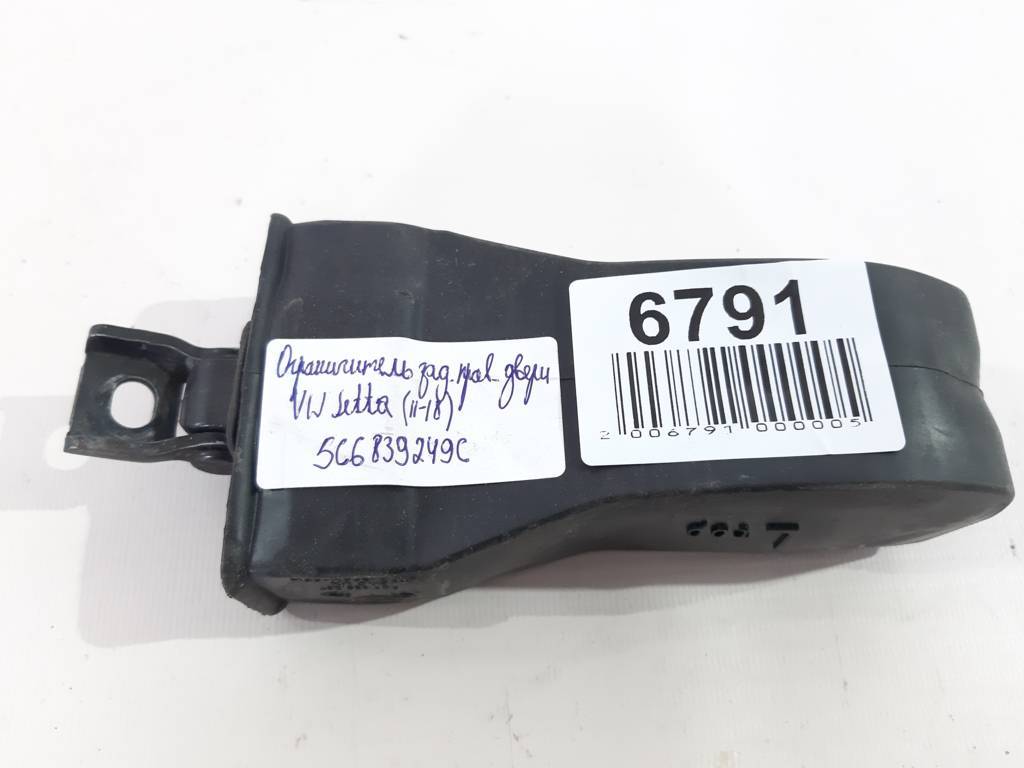 Ограничитель зад. прав. двери
VW Jetta (11-18)
5C6839249C
6791
2 006791 000005